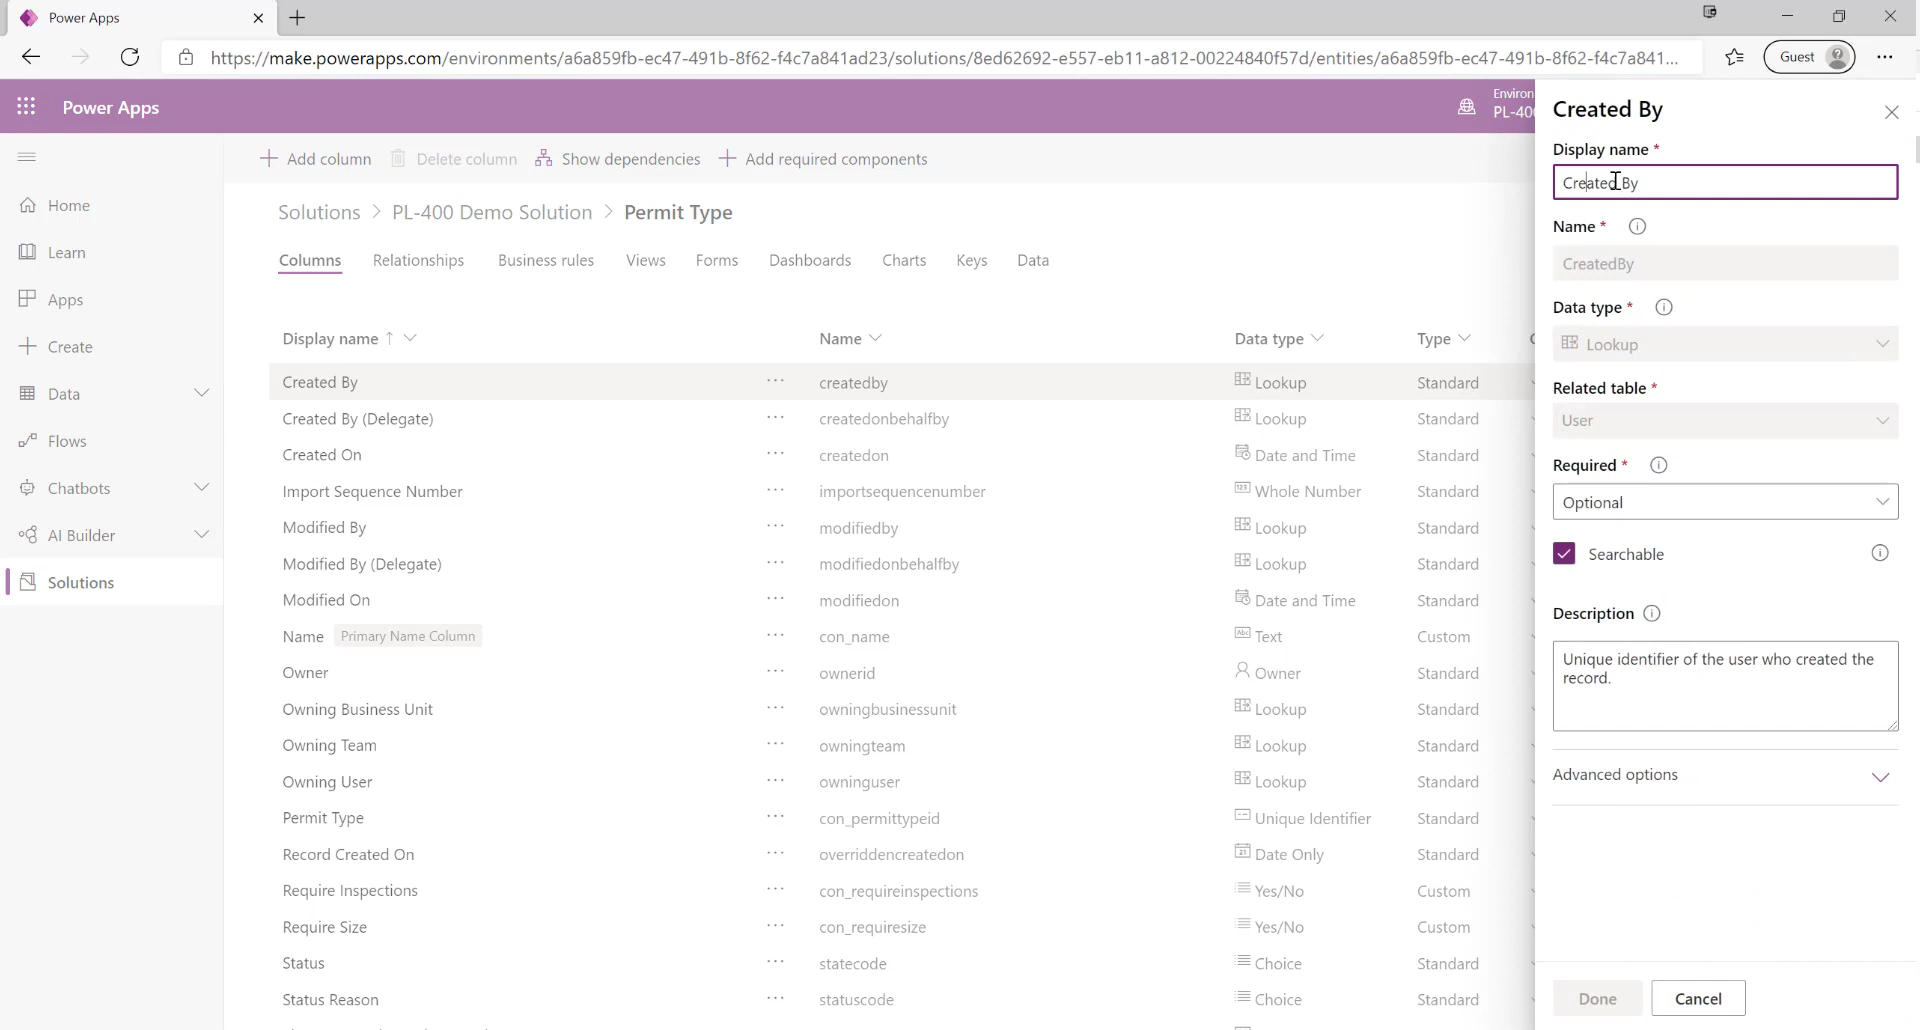 Power Apps
https://make.powerapps.com/environments/a6a859fb-ec47-491b-8f62-f4c7a841ad23/solutions/8ed62692-e557-eb11-a812-00224840f57d/entities/a6a859fb-ec47-491b-8f62-f4c7a841...
Guest
Power Apps
Environ
PL-400
Add column
Delete column
Show dependencies
Add required components
Home
Learn
Apps
Create
Data
Flows
Chatbots
AI Builder
Solutions
Solutions > PL-400 Demo Solution > Permit Type
Columns Relationships Business rules Views Forms Dashboards Charts Keys Data
Display name ↑ Name Data type Type
Created By ··· createdby Lookup Standard
Created By (Delegate) ··· createdonbehalfby Lookup Standard
Created On ··· createdon Date and Time Standard
Import Sequence Number ··· importsequencenumber Whole Number Standard
Modified By ··· modifiedby Lookup Standard
Modified By (Delegate) ··· modifiedonbehalfby Lookup Standard
Modified On ··· modifiedon Date and Time Standard
Name Primary Name Column ··· con_name Text Custom
Owner ··· ownerid Owner Standard
Owning Business Unit ··· owningbusinessunit Lookup Standard
Owning Team ··· owningteam Lookup Standard
Owning User ··· owninguser Lookup Standard
Permit Type ··· con_permittypeid Unique Identifier Standard
Record Created On ··· overriddencreatedon Date Only Standard
Require Inspections ··· con_requireinspections Yes/No Custom
Require Size ··· con_requiresize Yes/No Custom
Status ··· statecode Choice Standard
Status Reason ··· statuscode Choice Standard
Created By
Display name *
Created By
Name *
CreatedBy
Data type *
Lookup
Related table *
User
Required *
Optional
Searchable
Description
Unique identifier of the user who created the
record.
Advanced options
Done
Cancel